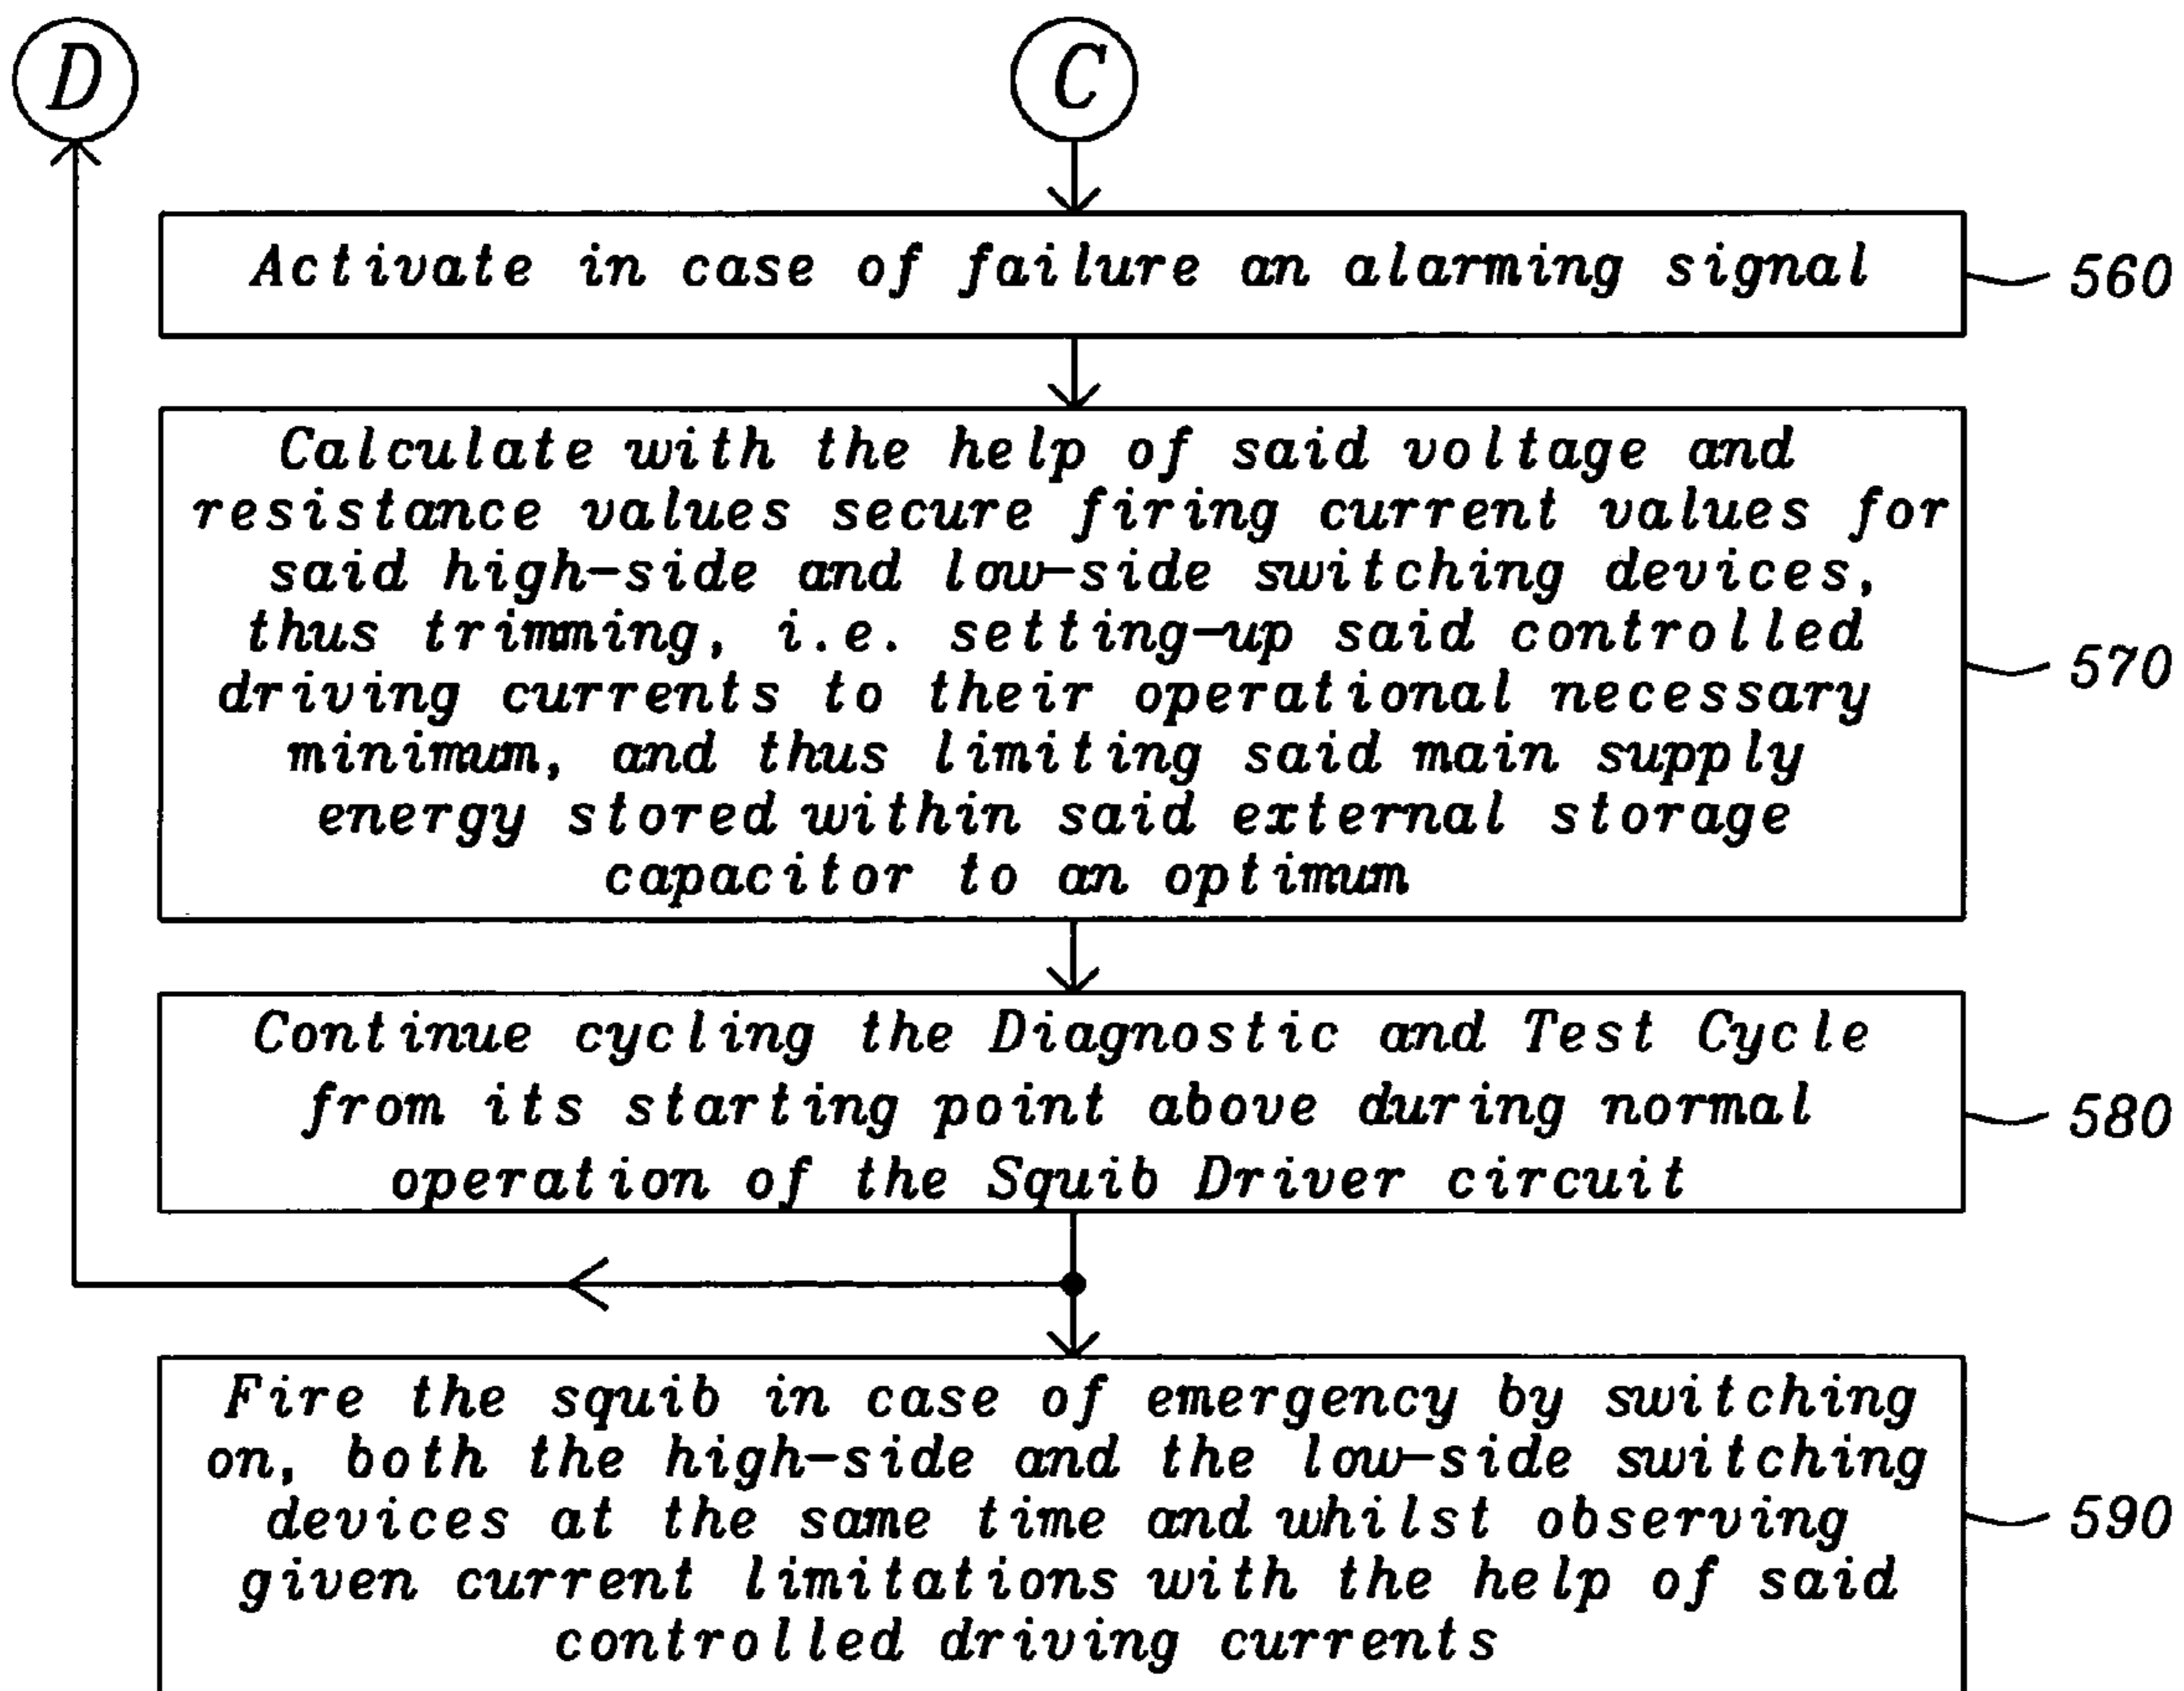 D
C
Activate in case of failure an alarming signal
560
Calculate with the help of said voltage and
resistance values secure firing current values for
said high-side and low-side switching devices,
thus trimming, i.e. setting-up said controlled
driving currents to their operational necessary
minimum, and thus limiting said main supply
energy stored within said external storage
capacitor to an optimum
570
Continue cycling the Diagnostic and Test Cycle
from its starting point above during normal
operation of the Squib Driver circuit
580
Fire the squib in case of emergency by switching
on, both the high-side and the low-side switching
devices at the same time and whilst observing
given current limitations with the help of said
controlled driving currents
590